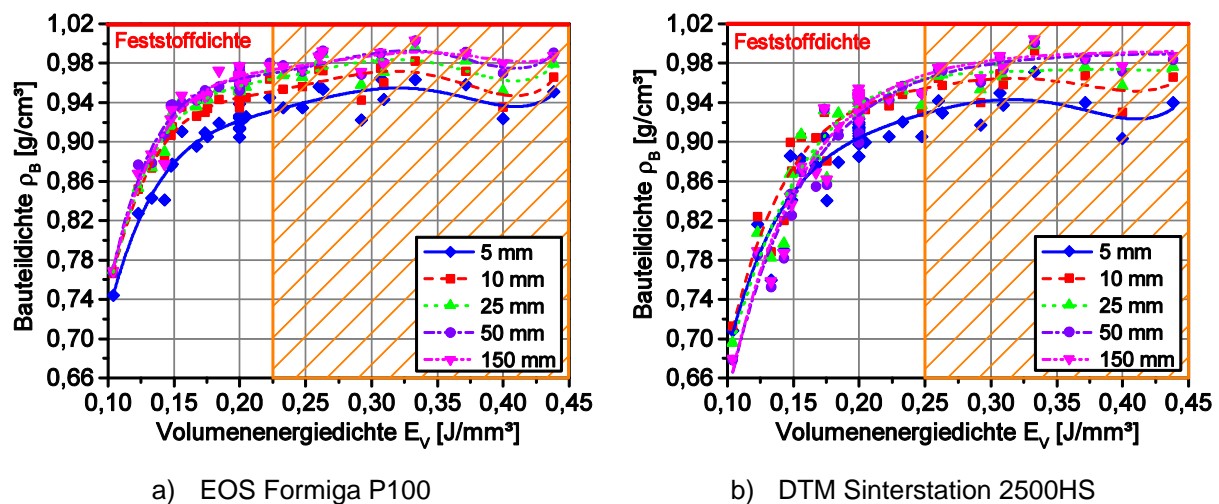 1,02
0,98
0,94
0,90
0,86
0,82
0,78
0,74
0,70
0,66
Bauteildichte ρB [g/cm³]
Feststoffdichte
5 mm
10 mm
25 mm
50 mm
150 mm
0,10 0,15 0,20 0,25 0,30 0,35 0,40 0,45
Volumenenergiedichte EV [J/mm³]
a) EOS Formiga P100
1,02
0,98
0,94
0,90
0,86
0,82
0,78
0,74
0,70
0,66
Bauteildichte ρB [g/cm³]
Feststoffdichte
5 mm
10 mm
25 mm
50 mm
150 mm
0,10 0,15 0,20 0,25 0,30 0,35 0,40 0,45
Volumenenergiedichte EV [J/mm³]
b) DTM Sinterstation 2500HS